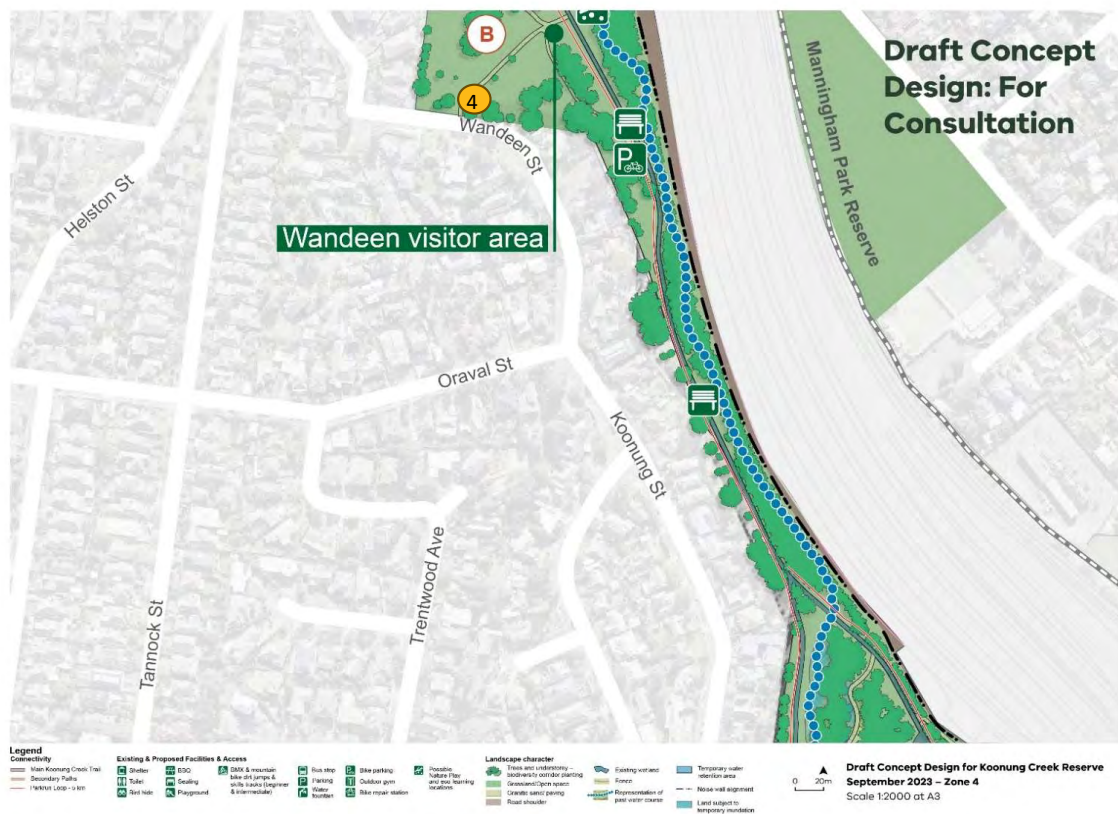 B
Draft Concept
Design: For
Consultation
Manningham Park Reserve
4
Wandeen St
P
Helston St
Wandeen visitor area
Oraval St
Koonung St
Trentwood Ave
Tannock St
Legend
Connectivity
Main Koonung Creek Trail
Secondary Paths
Parkrun Loop - 5 km
Existing & Proposed Facilities & Access
Shelter
Toilet
Bird hide
BBQ
Seating
Playground
BMX & mountain
bike dirt jumps &
skills tracks (beginner
& intermediate)
Bus stop
Parking
Water
fountain
Bike parking
Outdoor gym
Bike repair station
Possible
Nature Play
and eco learning
locations
Landscape character
Trees and understorey –
biodiversity corridor planting
Grassland/Open space
Granitic sand/ paving
Road shoulder
Existing wetland
Fence
Representation of
past water course
Temporary water
retention area
Noise wall alignment
Land subject to
temporary inundation
0 20m
Draft Concept Design for Koonung Creek Reserve
September 2023 – Zone 4
Scale 1:2000 at A3